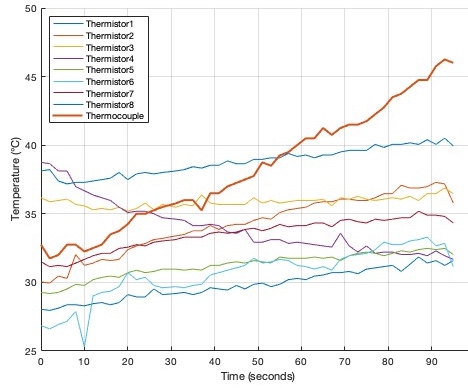 50
45
40
35
30
25
Temperature (°C)
Thermistor1
Thermistor2
Thermistor3
Thermistor4
Thermistor5
Thermistor6
Thermistor7
Thermistor8
Thermocouple
0
10
20
30
40
50
60
70
80
90
Time (seconds)